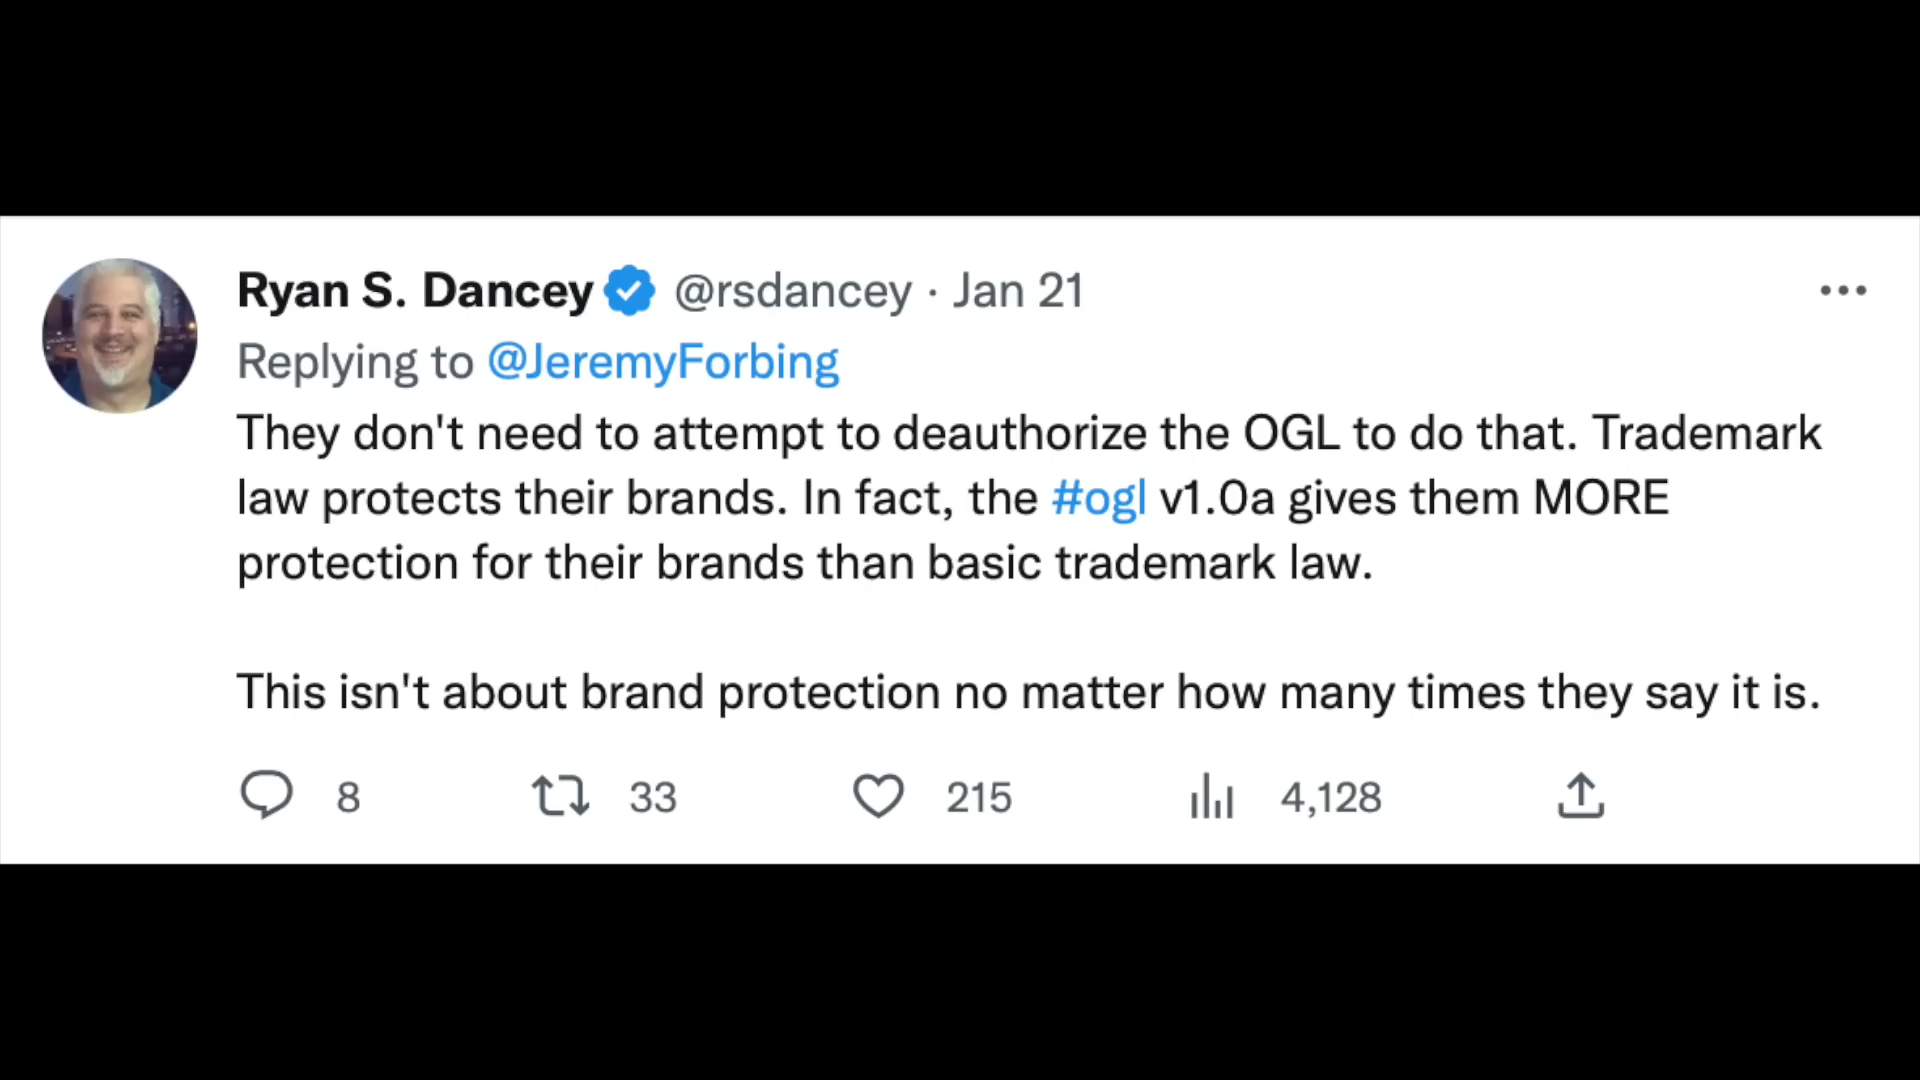 Ryan S. Dancey @rsdancey · Jan 21
Replying to @JeremyForbing
They don't need to attempt to deauthorize the OGL to do that. Trademark
law protects their brands. In fact, the #ogl v1.0a gives them MORE
protection for their brands than basic trademark law.
This isn't about brand protection no matter how many times they say it is.
8 33 215 4,128